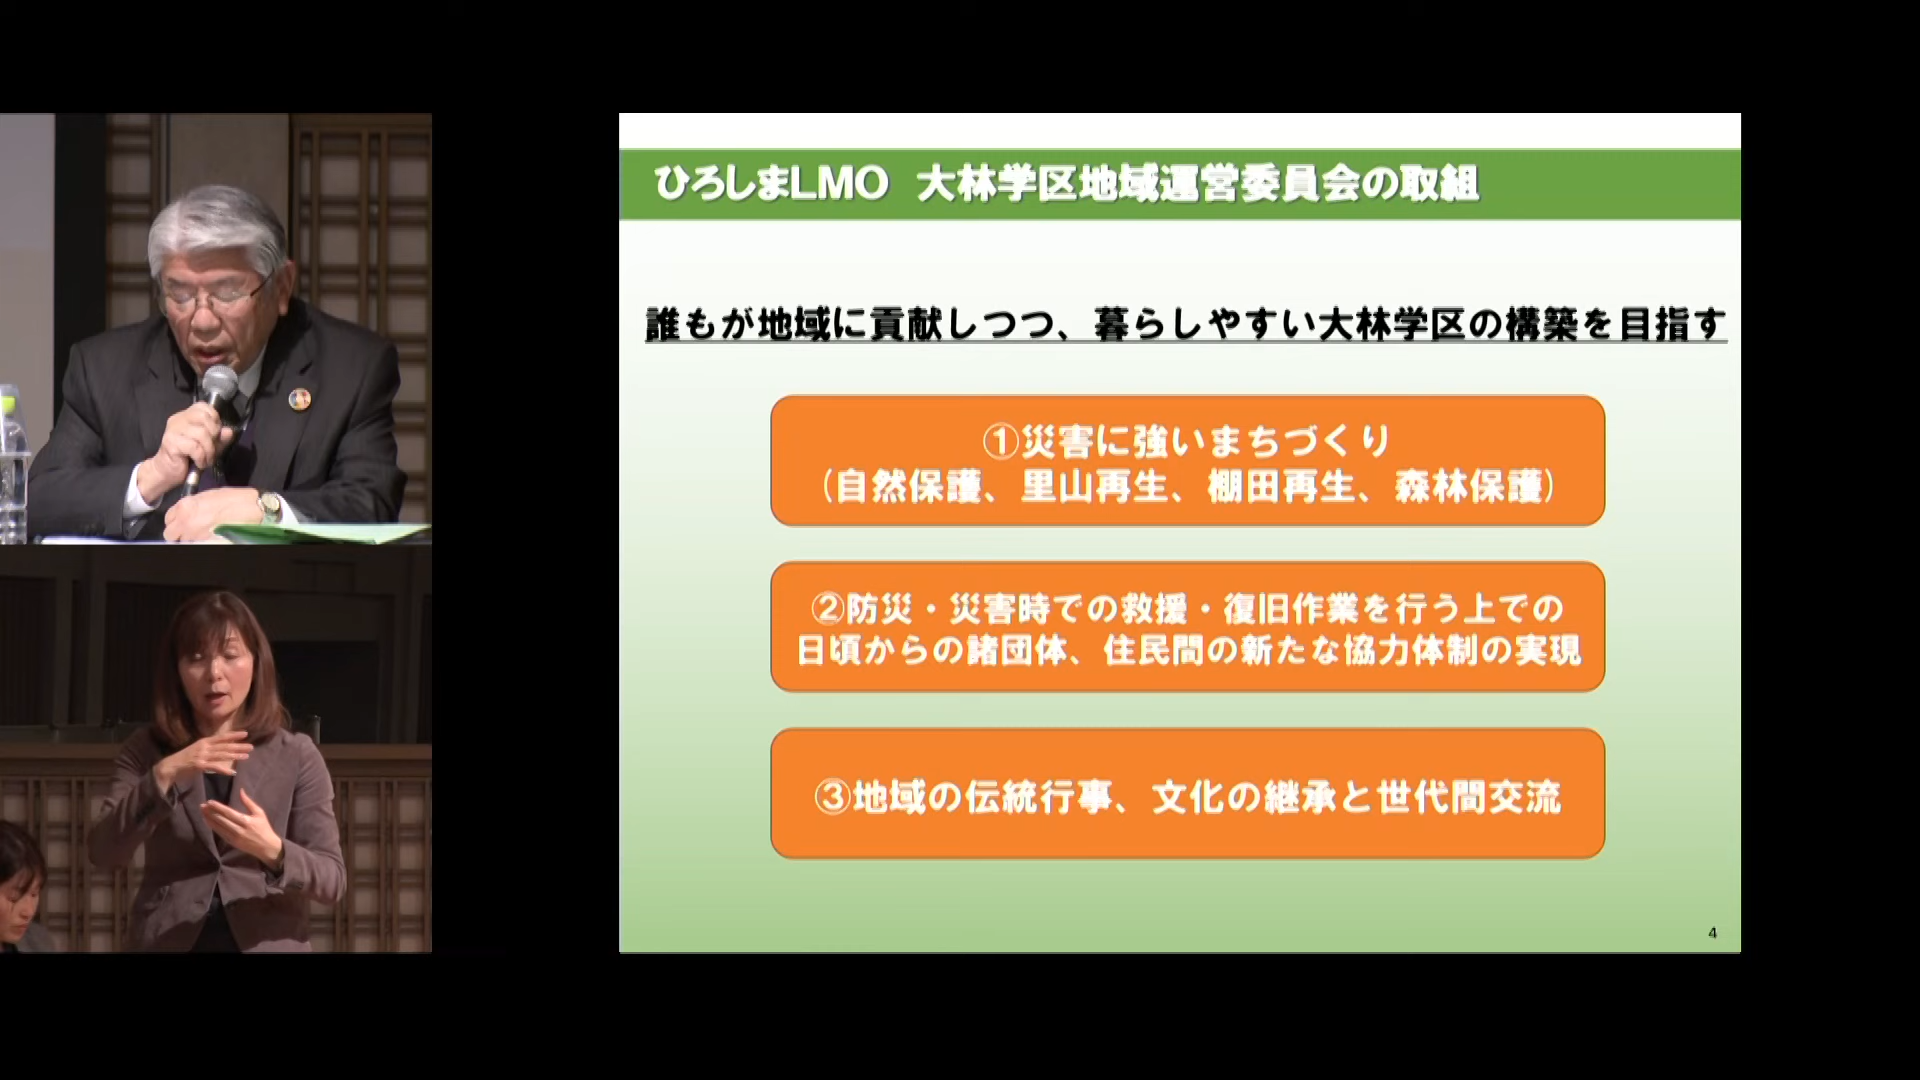 ひろしまLMO 大林学区地域運営委員会の取組
誰もが地域に貢献しつつ、暮らしやすい大林学区の構築を目指す
①災害に強いまちづくり
(自然保護、里山再生、棚田再生、森林保護)
②防災・災害時での救援・復旧作業を行う上での
日頃からの諸団体、住民間の新たな協力体制の実現
③地域の伝統行事、文化の継承と世代間交流
4